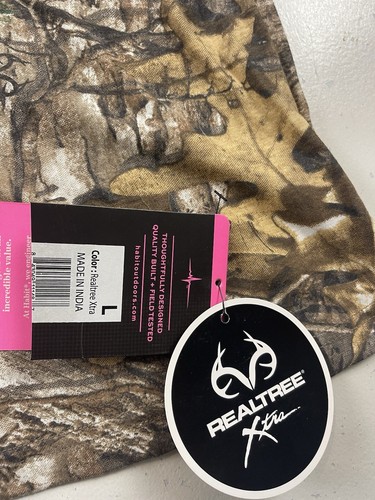 THOUGHTFULLY DESIGNED
QUALITY BUILT + FIELD TESTED
habitoutdoors.com
L
Color: Realtree Xtra
MADE IN INDIA
incredible value.
REALTREE®
Xtra